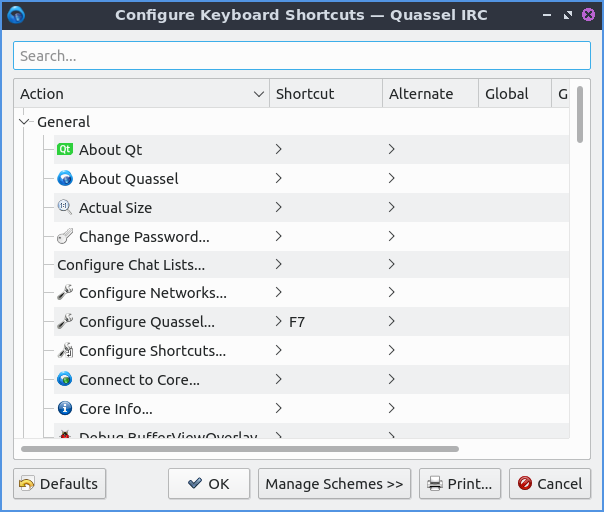 Configure Keyboard Shortcuts — Quassel IRC
Search...
Action Shortcut Alternate Global G
General
Qt About Qt
About Quassel
Actual Size
Change Password...
Configure Chat Lists...
Configure Networks...
Configure Quassel... F7
Configure Shortcuts...
Connect to Core...
Core Info...
Debug BufferViewOverlay
Defaults OK Manage Schemes >> Print... Cancel